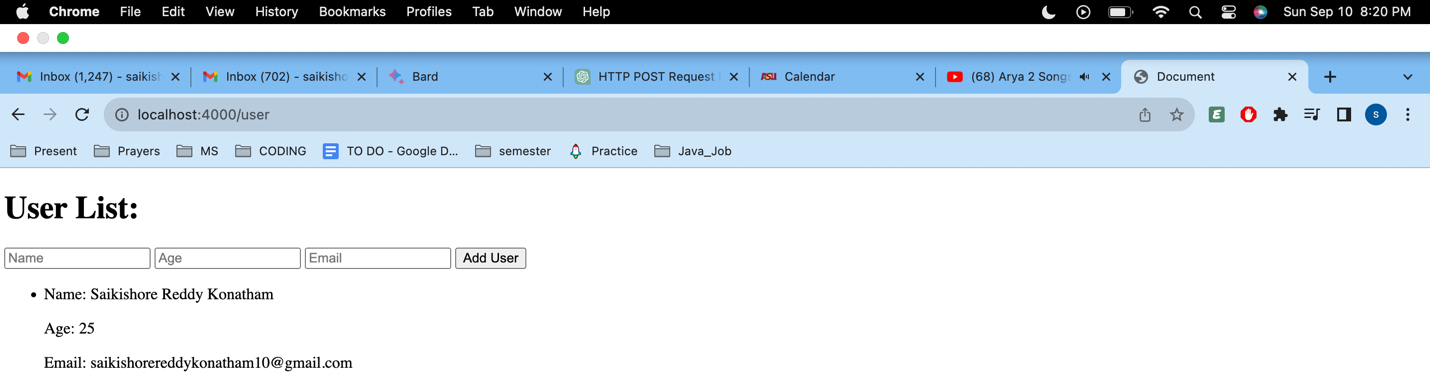 Chrome File Edit View History Bookmarks Profiles Tab Window Help Sun Sep 10 8:20 PM
Inbox (1,247) - saikish Inbox (702) - saikisho Bard HTTP POST Request ASU Calendar (68) Arya 2 Songs Document
localhost:4000/user E s
Present Prayers MS CODING TO DO - Google D... semester Practice Java_Job
User List:
Name Age Email Add User
• Name: Saikishore Reddy Konatham
Age: 25
Email: saikishorereddykonatham10@gmail.com